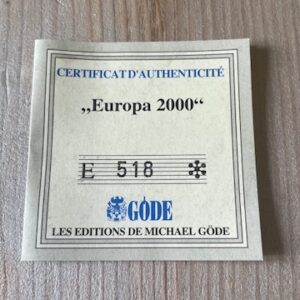 CERTIFICAT D'AUTHENTICITÉ
„Europa 2000“
E 518
GÖDE
LES EDITIONS DE MICHAEL GÖDE